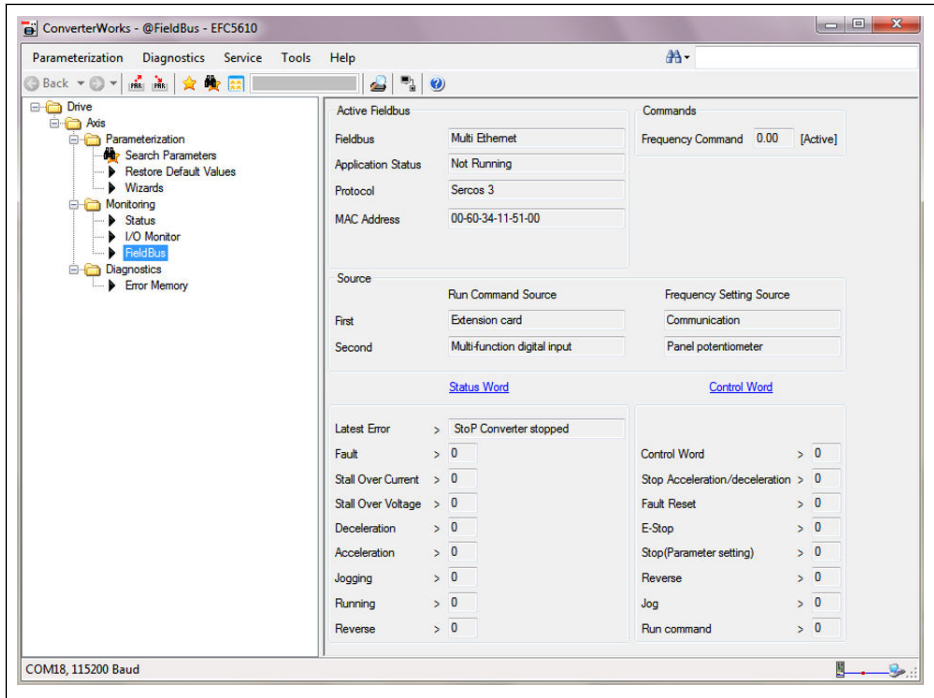 ConverterWorks - @FieldBus - EFC5610
Parameterization Diagnostics Service Tools Help
Back
PAR PAR
Drive
Axis
Parameterization
Search Parameters
Restore Default Values
Wizards
Monitoring
Status
I/O Monitor
FieldBus
Diagnostics
Error Memory
Active Fieldbus
Fieldbus Multi Ethernet
Application Status Not Running
Protocol Sercos 3
MAC Address 00-60-34-11-51-00
Commands
Frequency Command 0.00 [Active]
Source
Run Command Source Frequency Setting Source
First Extension card Communication
Second Multi-function digital input Panel potentiometer
Status Word
Latest Error > StoP Converter stopped
Fault > 0
Stall Over Current > 0
Stall Over Voltage > 0
Deceleration > 0
Acceleration > 0
Jogging > 0
Running > 0
Reverse > 0
Control Word
Control Word > 0
Stop Acceleration/deceleration > 0
Fault Reset > 0
E-Stop > 0
Stop(Parameter setting) > 0
Reverse > 0
Jog > 0
Run command > 0
COM18, 115200 Baud